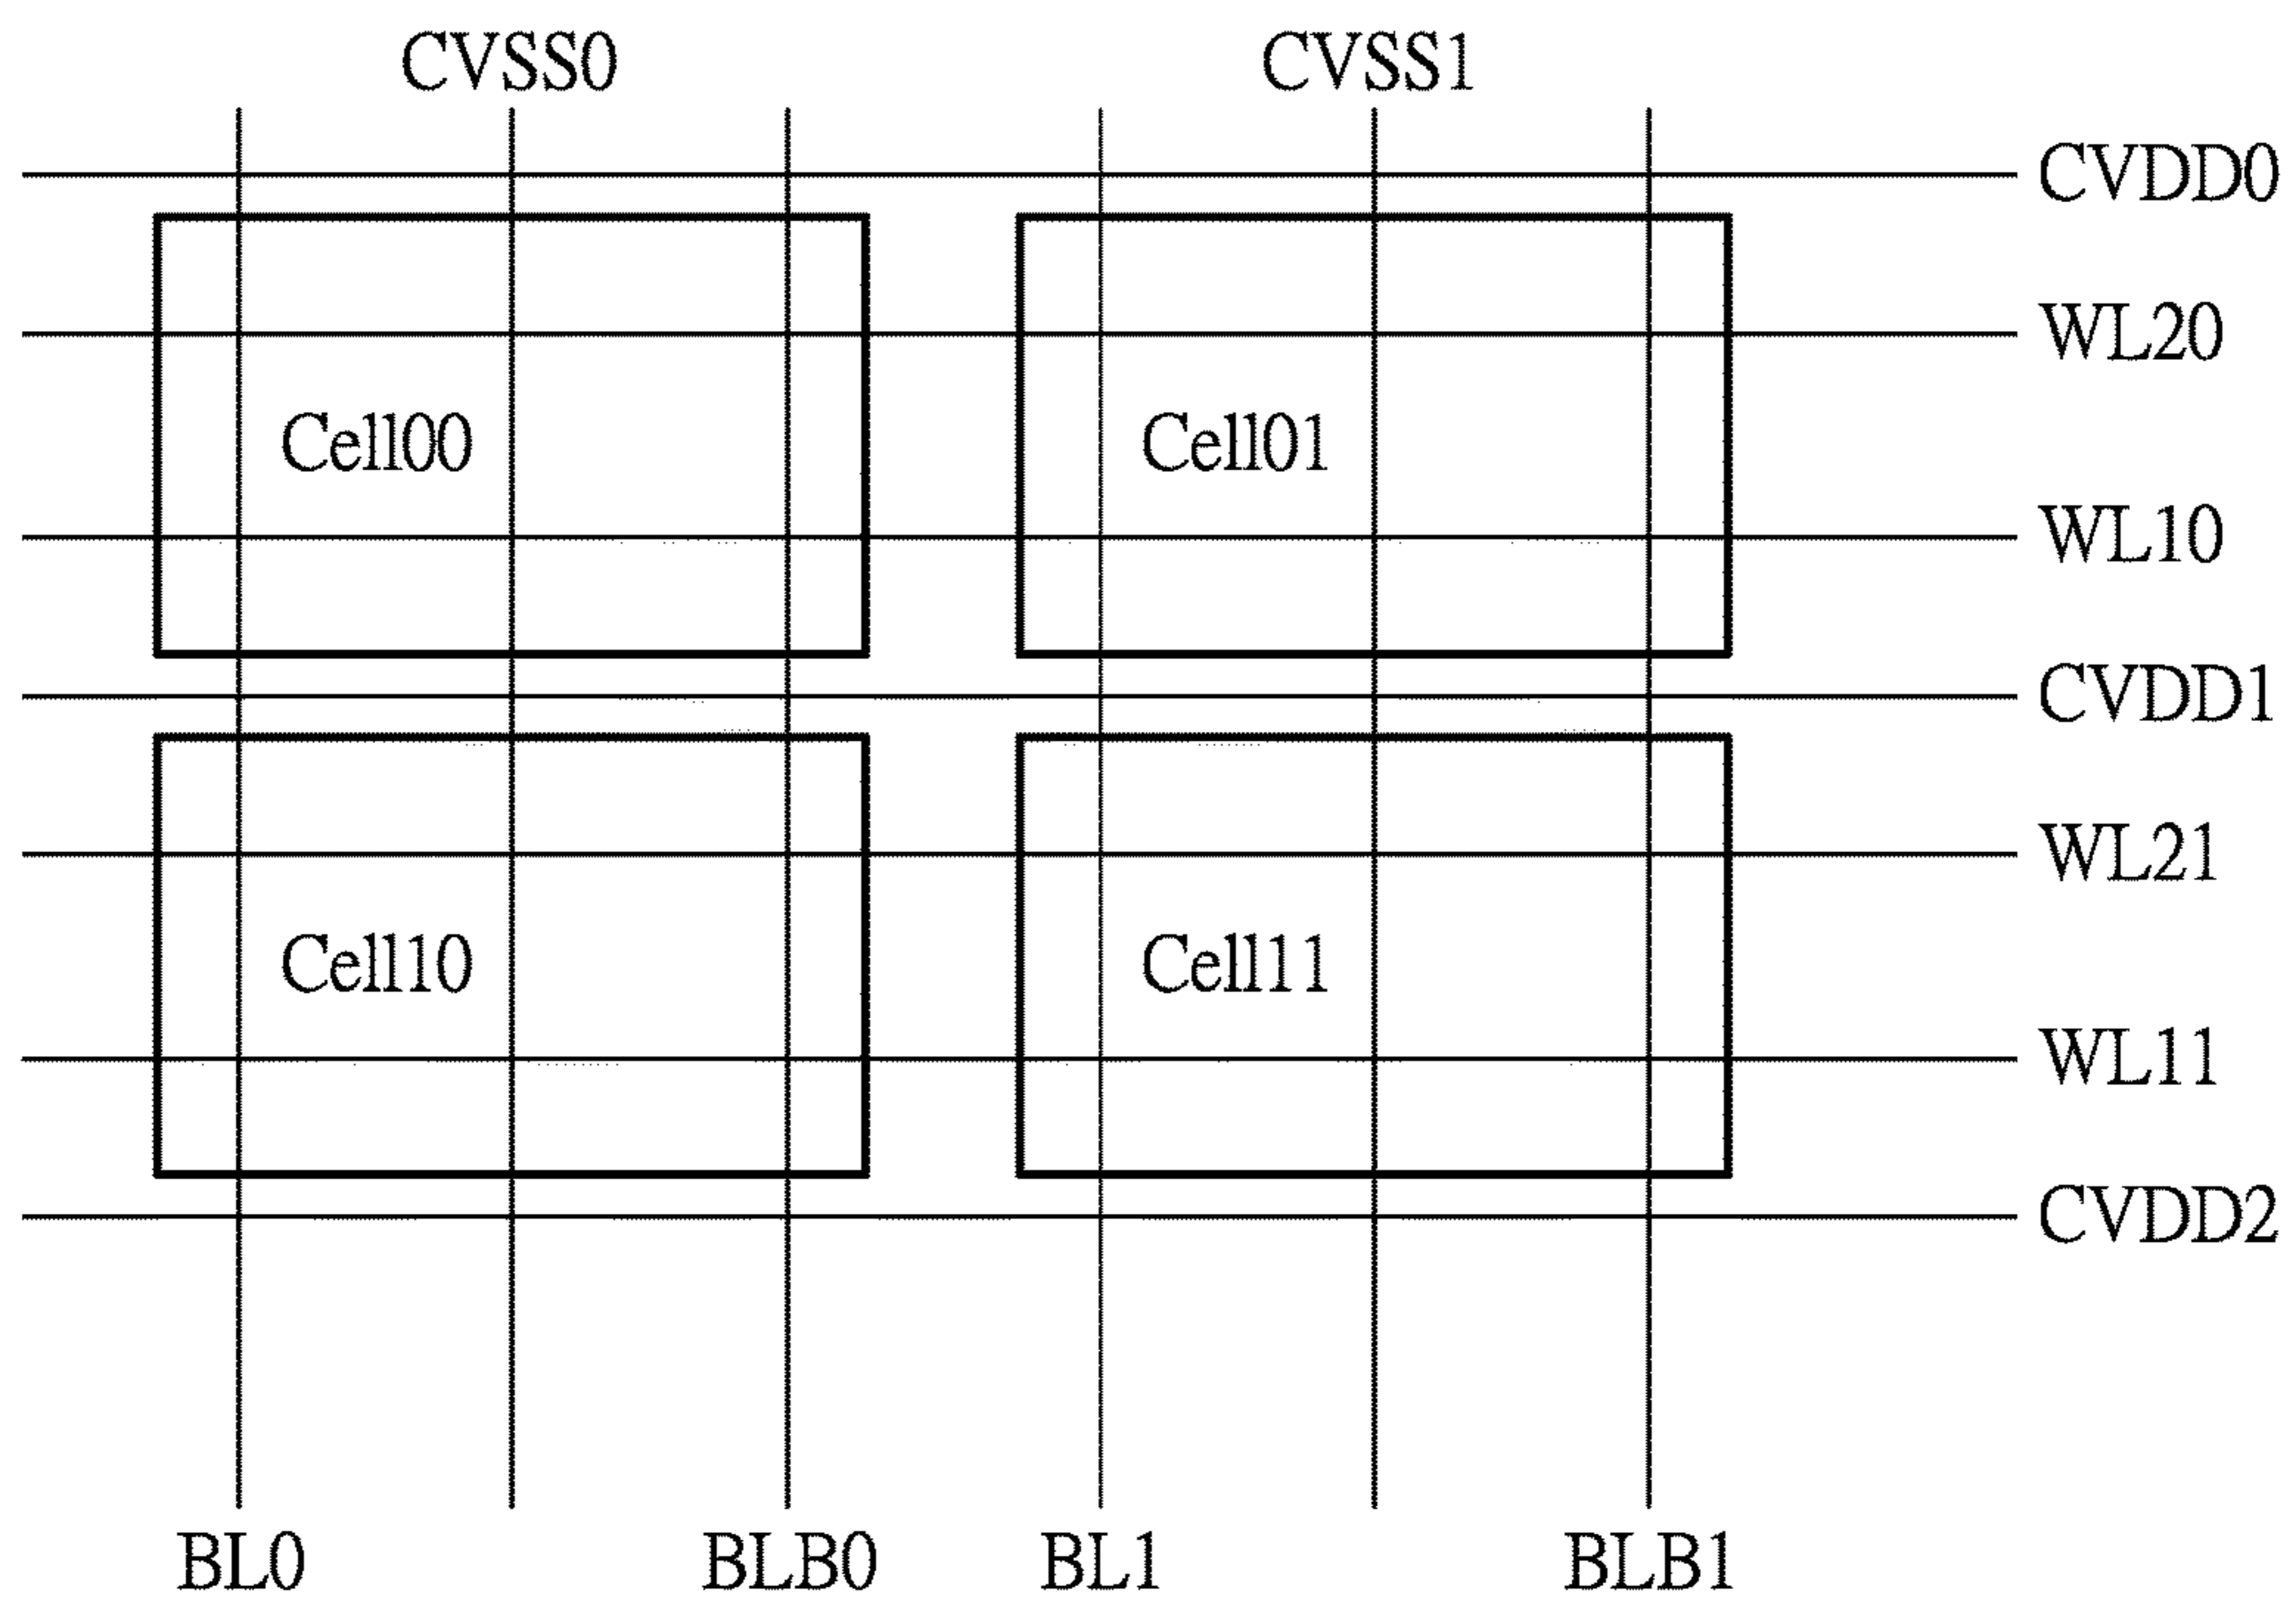 CVSS0 CVSS1
CVDD0
WL20
Cell00 Cell01
WL10
CVDD1
WL21
Cell10 Cell11
WL11
CVDD2
BL0 BLB0 BL1 BLB1